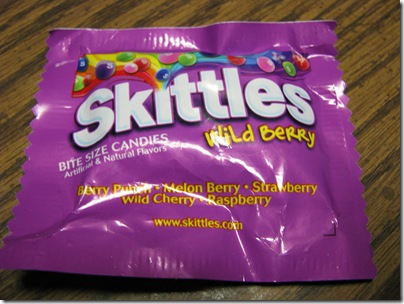 Skittles
Wild Berry
BITE SIZE CANDIES
Artificial & Natural Flavors
Berry Punch • Melon Berry • Strawberry
Wild Cherry • Raspberry
www.skittles.com